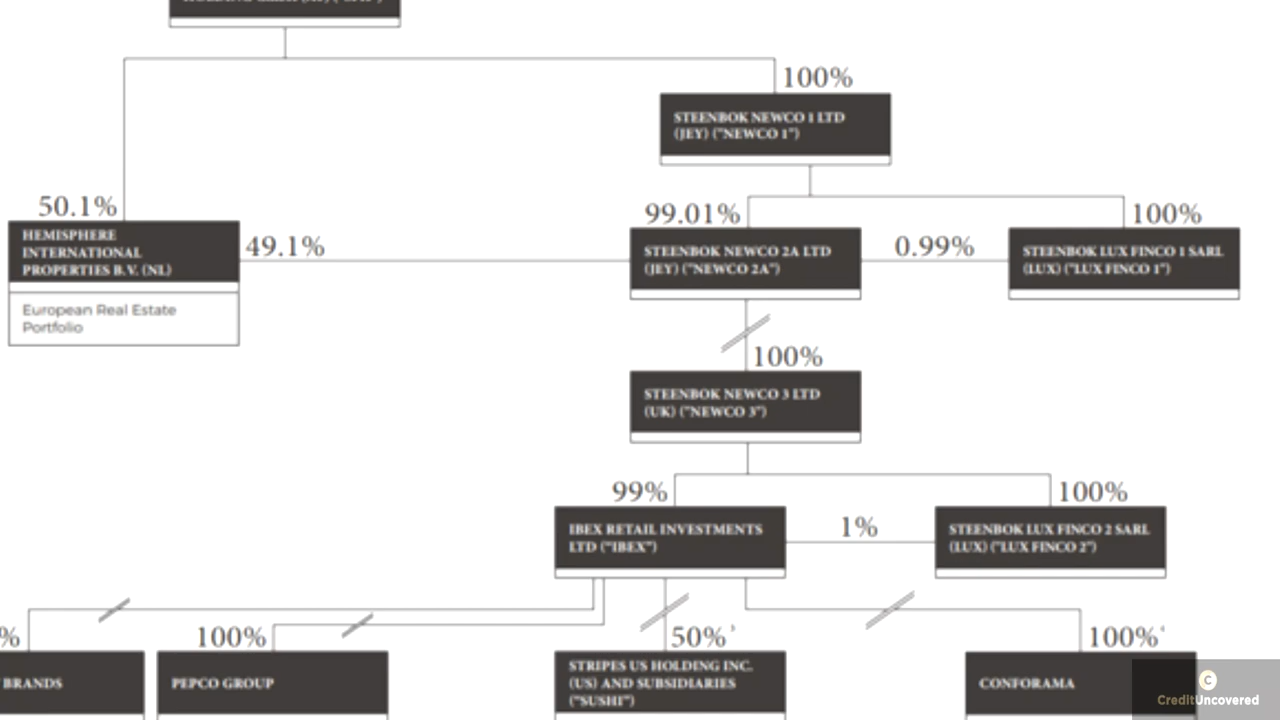 100%
STEENBOK NEWCO 1 LTD
(JEY) ("NEWCO 1")
50.1%
99.01%
100%
HEMISPHERE
INTERNATIONAL
PROPERTIES B.V. (NL)
49.1%
STEENBOK NEWCO 2A LTD
(JEY) ("NEWCO 2A")
0.99%
STEENBOK LUX FINCO 1 SARL
(LUX) ("LUX FINCO 1")
European Real Estate
Portfolio
100%
STEENBOK NEWCO 3 LTD
(UK) ("NEWCO 3")
99%
100%
IBEX RETAIL INVESTMENTS
LTD ("IBEX")
1%
STEENBOK LUX FINCO 2 SARL
(LUX) ("LUX FINCO 2")
%
100%
50%
100%
BRANDS
PEPCO GROUP
STRIPES US HOLDING INC.
(US) AND SUBSIDIARIES
("SUSHI")
CONFORAMA
C
CreditUncovered